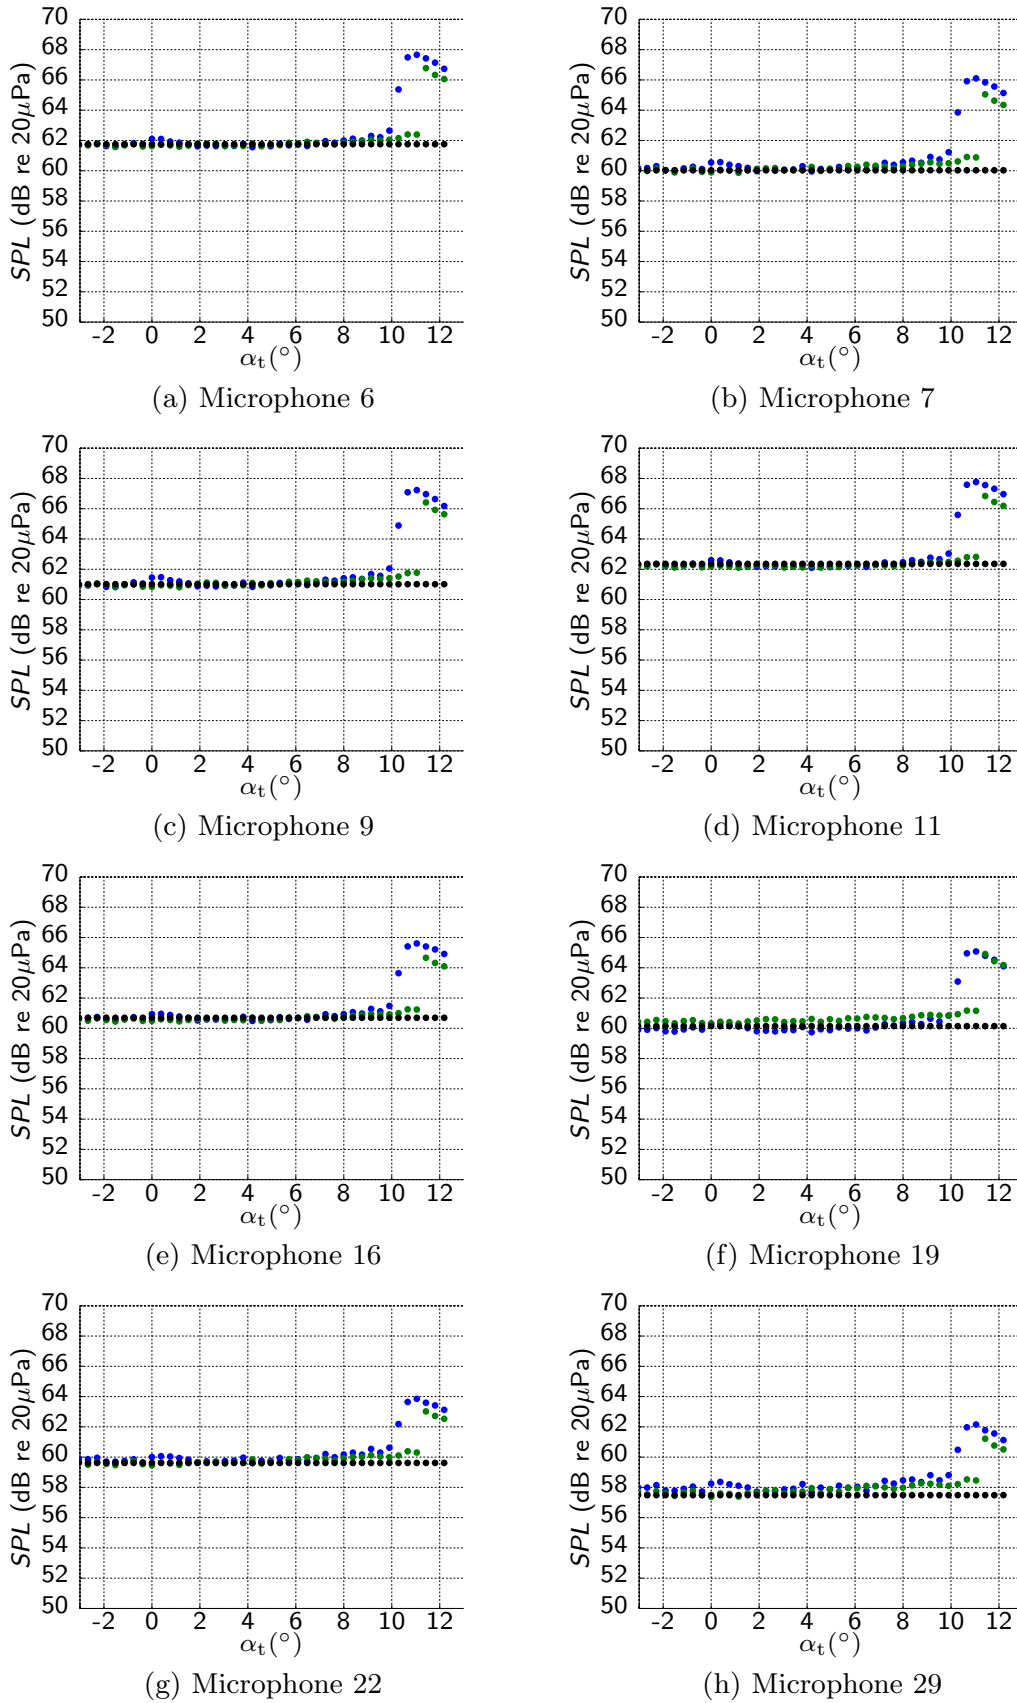 70
68
66
64
62
60
58
56
54
52
50
SPL (dB re 20μPa)
-2 0 2 4 6 8 10 12
αt(°)
(a) Microphone 6
70
68
66
64
62
60
58
56
54
52
50
SPL (dB re 20μPa)
-2 0 2 4 6 8 10 12
αt(°)
(b) Microphone 7
70
68
66
64
62
60
58
56
54
52
50
SPL (dB re 20μPa)
-2 0 2 4 6 8 10 12
αt(°)
(c) Microphone 9
70
68
66
64
62
60
58
56
54
52
50
SPL (dB re 20μPa)
-2 0 2 4 6 8 10 12
αt(°)
(d) Microphone 11
70
68
66
64
62
60
58
56
54
52
50
SPL (dB re 20μPa)
-2 0 2 4 6 8 10 12
αt(°)
(e) Microphone 16
70
68
66
64
62
60
58
56
54
52
50
SPL (dB re 20μPa)
-2 0 2 4 6 8 10 12
αt(°)
(f) Microphone 19
70
68
66
64
62
60
58
56
54
52
50
SPL (dB re 20μPa)
-2 0 2 4 6 8 10 12
αt(°)
(g) Microphone 22
70
68
66
64
62
60
58
56
54
52
50
SPL (dB re 20μPa)
-2 0 2 4 6 8 10 12
αt(°)
(h) Microphone 29